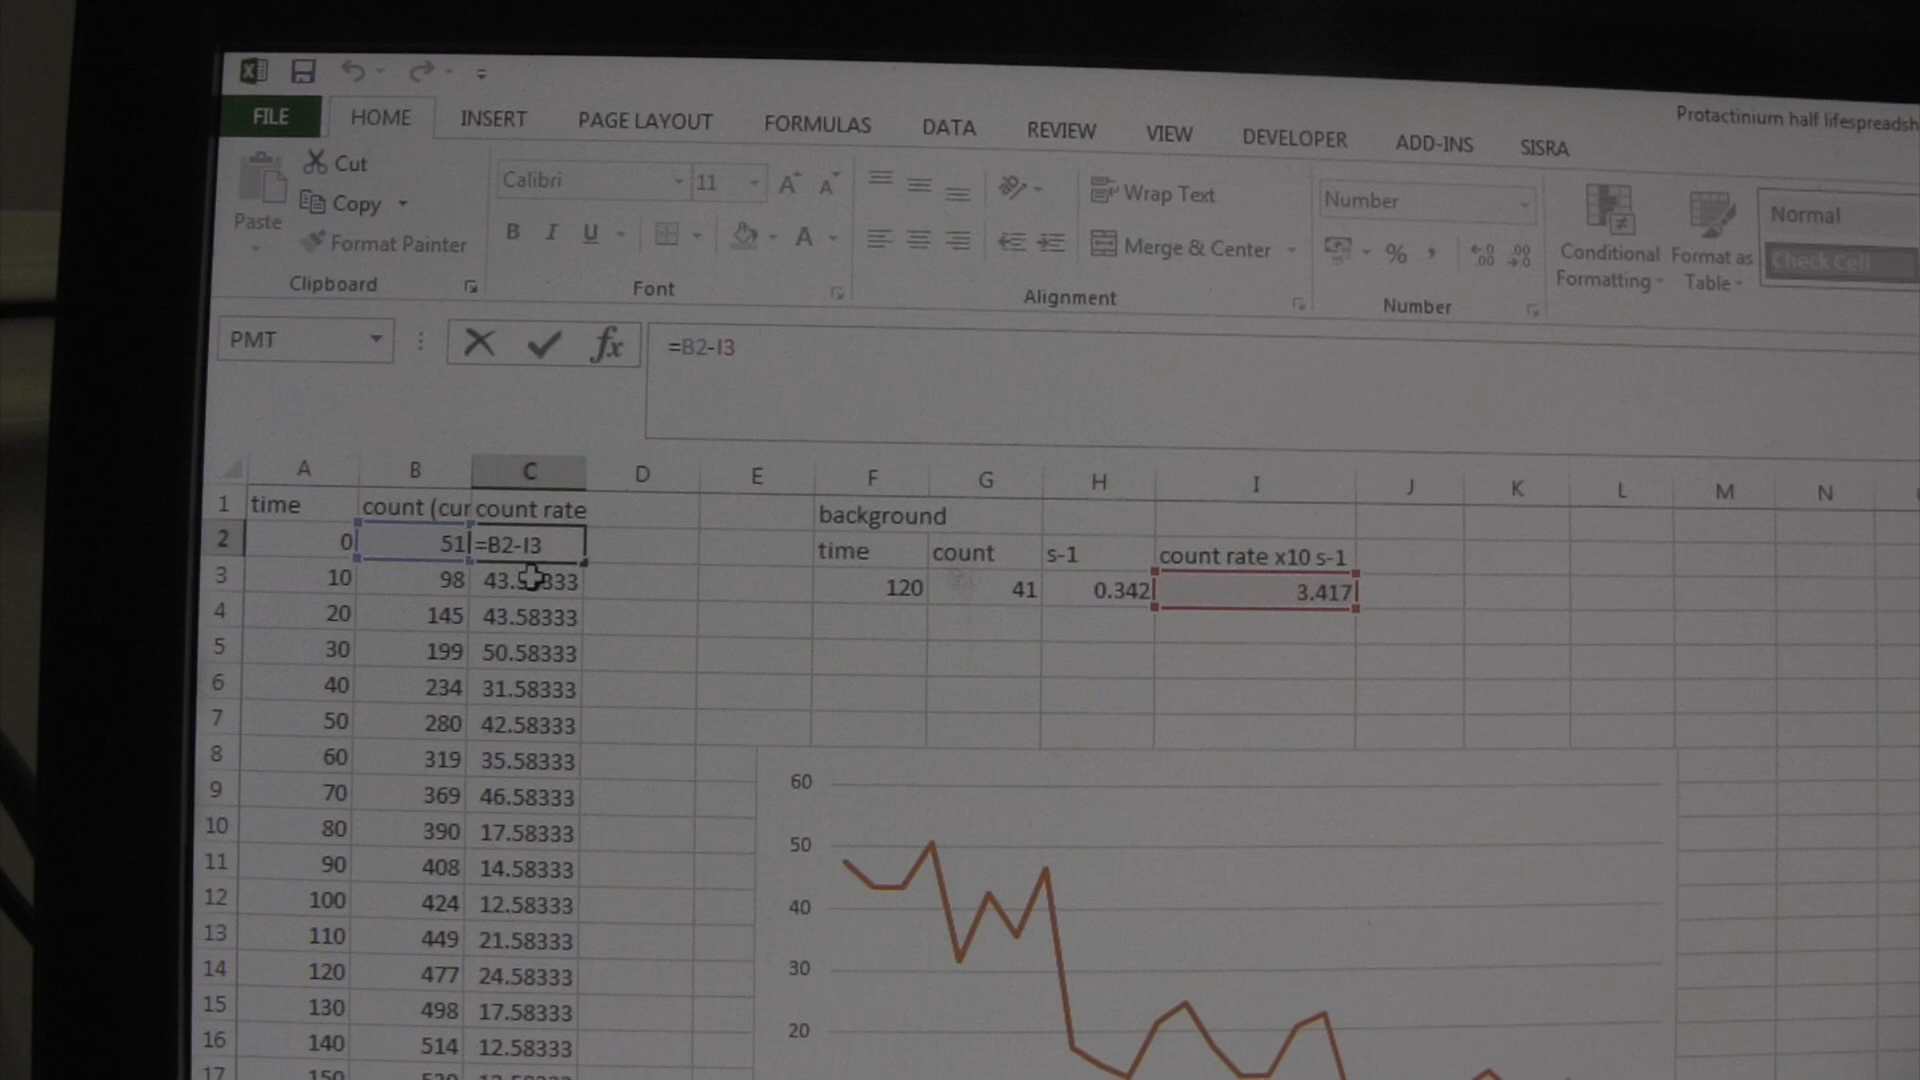 Protactinium half lifespreadsh
FILE HOME INSERT PAGE LAYOUT FORMULAS DATA REVIEW VIEW DEVELOPER ADD-INS SISRA
Paste
Cut
Copy
Format Painter
Clipboard
Calibri 11
B I U A
Font
Wrap Text
Merge & Center
Alignment
Number
%
Number
Conditional Formatting
Format as Table
Normal
Check Cell
PMT fx =B2-I3
A B C D E F G H I J K L M N
1 time count (cur count rate background
2 0 51 =B2-I3 time count s-1 count rate x10 s-1
3 10 98 120 41 0.342 3.417
4 20 145 43.58333
5 30 199 50.58333
6 40 234 31.58333
7 50 280 42.58333
8 60 319 35.58333
9 70 369 46.58333
10 80 390 17.58333
11 90 408 14.58333
12 100 424 12.58333
13 110 449 21.58333
14 120 477 24.58333
15 130 498 17.58333
16 140 514 12.58333
60
50
40
30
20